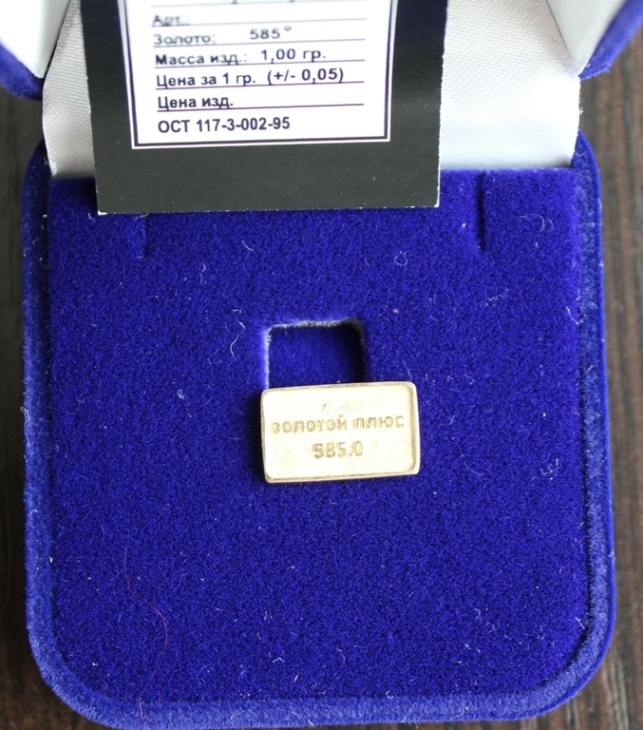 Арт.:
Золото: 585°
Масса изд.: 1,00 гр.
Цена за 1 гр. (+/- 0,05)
Цена изд.
ОСТ 117-3-002-95
золотой плюс
585.0